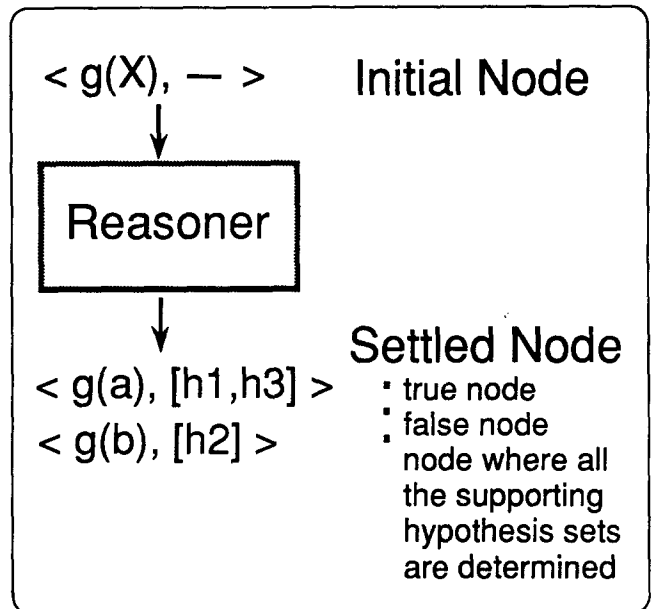 < g(X), — > Initial Node
Reasoner
Settled Node
< g(a), [h1,h3] >
< g(b), [h2] >
▪ true node
▪ false node
▪ node where all
the supporting
hypothesis sets
are determined